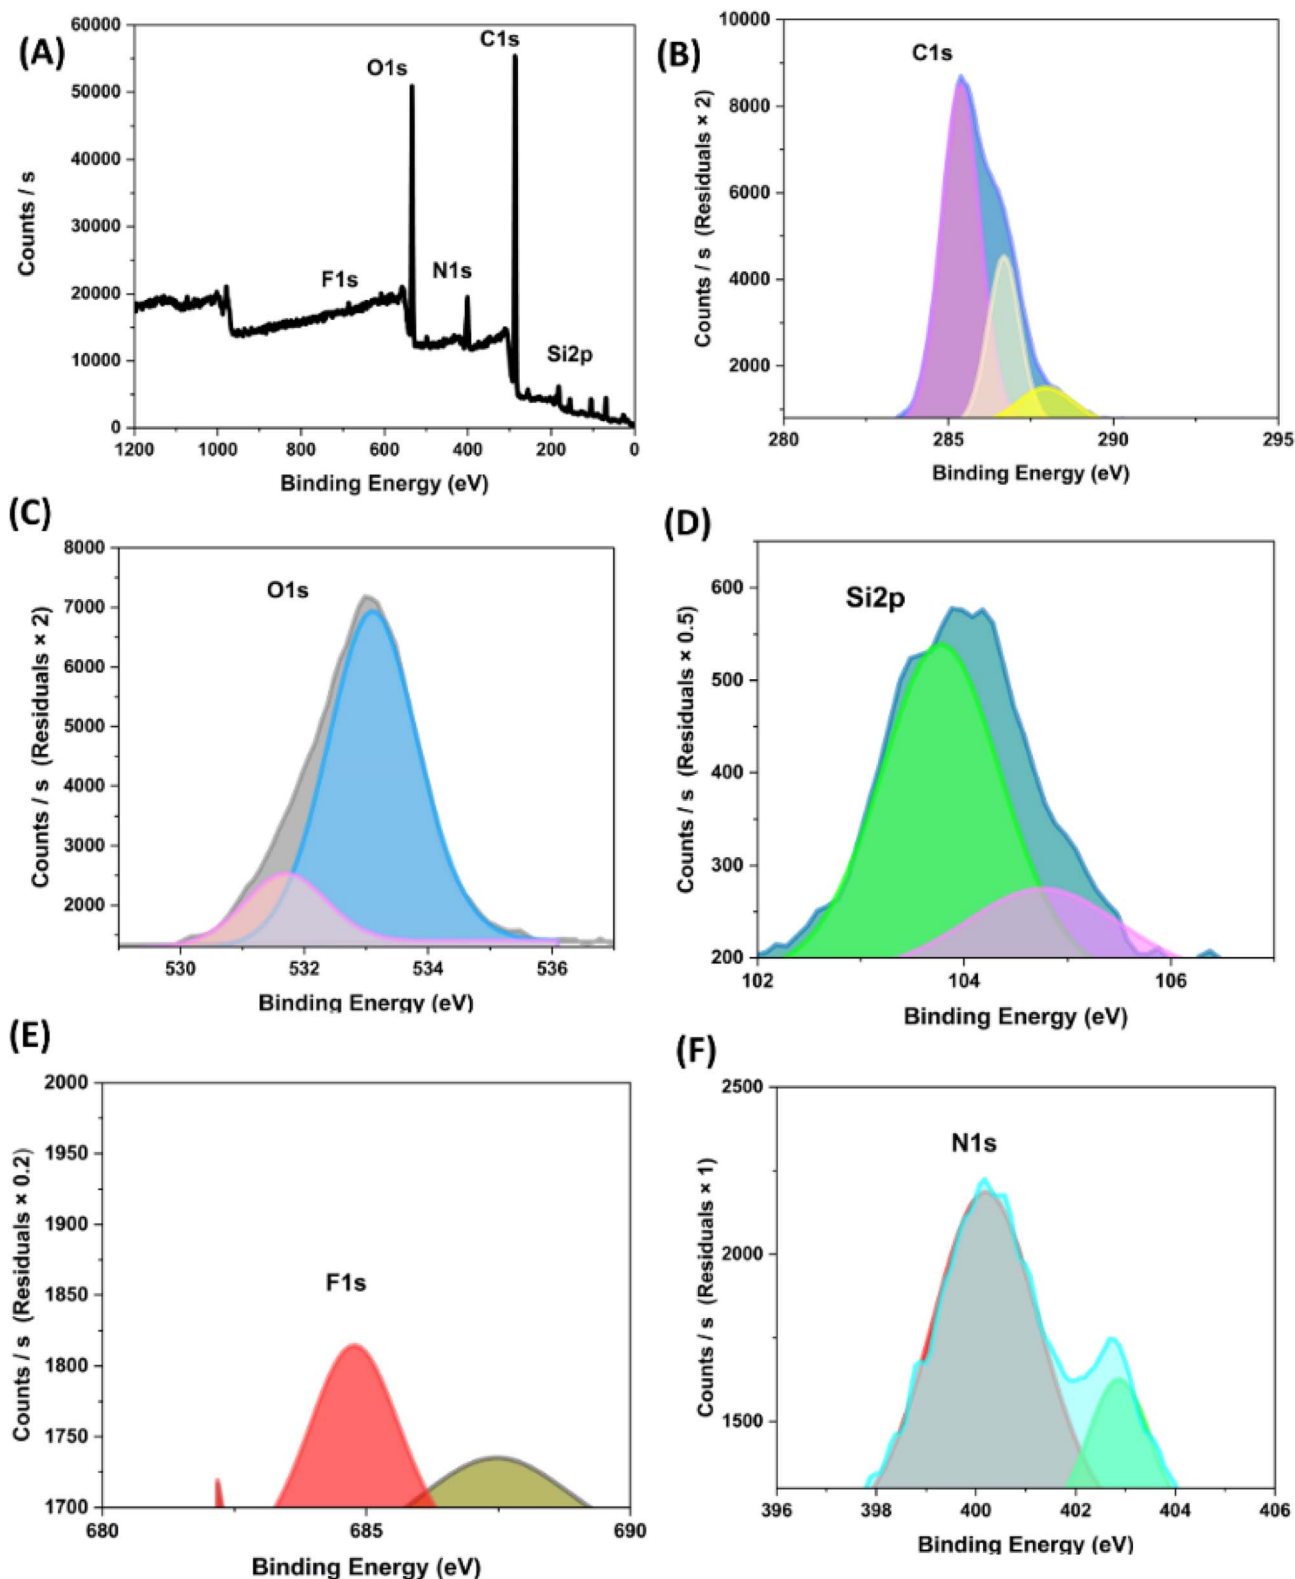 (A)
60000
50000
40000
30000
20000
10000
0
Counts / s
C1s
O1s
F1s
N1s
Si2p
1200 1000 800 600 400 200 0
Binding Energy (eV)
(B)
10000
8000
6000
4000
2000
Counts / s (Residuals × 2)
C1s
280 285 290 295
Binding Energy (eV)
(C)
8000
7000
6000
5000
4000
3000
2000
Counts / s (Residuals × 2)
O1s
530 532 534 536
Binding Energy (eV)
(D)
600
500
400
300
200
Counts / s (Residuals × 0.5)
Si2p
102 104 106
Binding Energy (eV)
(E)
2000
1950
1900
1850
1800
1750
1700
Counts / s (Residuals × 0.2)
F1s
680 685 690
Binding Energy (eV)
(F)
2500
2000
1500
Counts / s (Residuals × 1)
N1s
396 398 400 402 404 406
Binding Energy (eV)